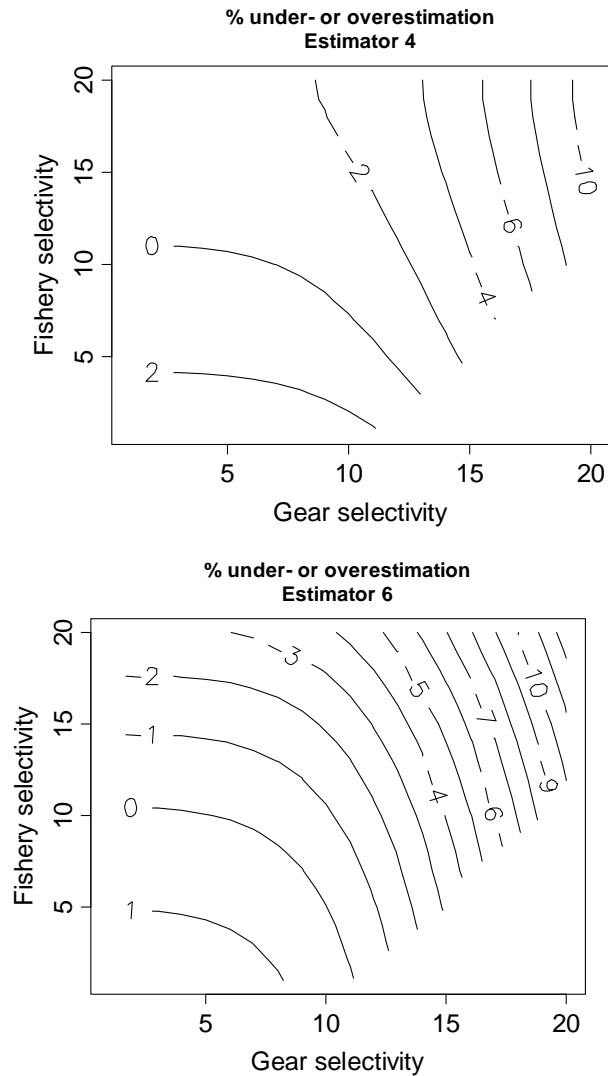 % under- or overestimation
Estimator 4
Fishery selectivity
20
15
10
5
0
2
-2
-4
-6
-10
5 10 15 20
Gear selectivity
% under- or overestimation
Estimator 6
Fishery selectivity
20
15
10
5
-3
-2
-1
0
1
-5
-4
-7
-6
-10
-9
5 10 15 20
Gear selectivity